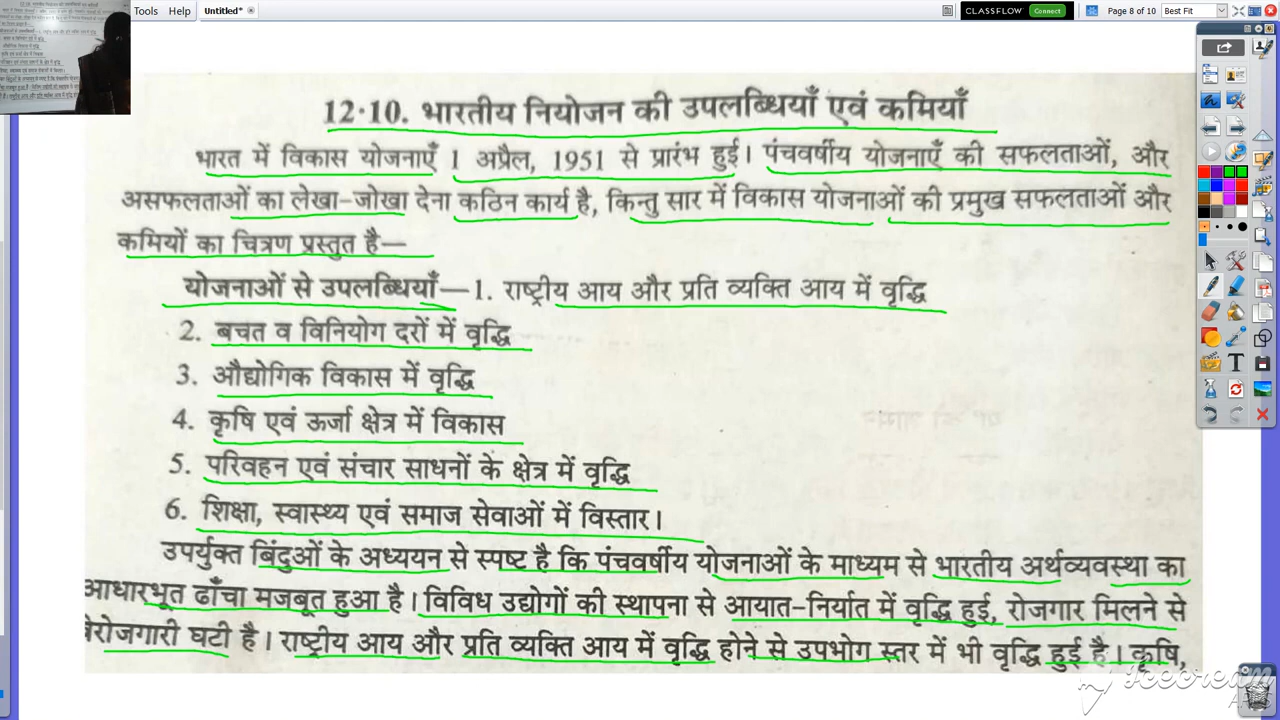 Tools Help Untitled*
CLASSFLOW Connect Page 8 of 10 Best Fit
12·10. भारतीय नियोजन की उपलब्धियाँ एवं कमियाँ
भारत में विकास योजनाएँ 1 अप्रैल, 1951 से प्रारंभ हुई। पंचवर्षीय योजनाएँ की सफलताओं, और
असफलताओं का लेखा-जोखा देना कठिन कार्य है, किन्तु सार में विकास योजनाओं की प्रमुख सफलताओं और
कमियों का चित्रण प्रस्तुत है—
योजनाओं से उपलब्धियाँ—1. राष्ट्रीय आय और प्रति व्यक्ति आय में वृद्धि
2. बचत व विनियोग दरों में वृद्धि
3. औद्योगिक विकास में वृद्धि
4. कृषि एवं ऊर्जा क्षेत्र में विकास
5. परिवहन एवं संचार साधनों के क्षेत्र में वृद्धि
6. शिक्षा, स्वास्थ्य एवं समाज सेवाओं में विस्तार।
उपर्युक्त बिंदुओं के अध्ययन से स्पष्ट है कि पंचवर्षीय योजनाओं के माध्यम से भारतीय अर्थव्यवस्था का
आधारभूत ढाँचा मजबूत हुआ है। विविध उद्योगों की स्थापना से आयात-निर्यात में वृद्धि हुई, रोजगार मिलने से
बेरोजगारी घटी है। राष्ट्रीय आय और प्रति व्यक्ति आय में वृद्धि होने से उपभोग स्तर में भी वृद्धि हुई है। कृषि,
Icecream